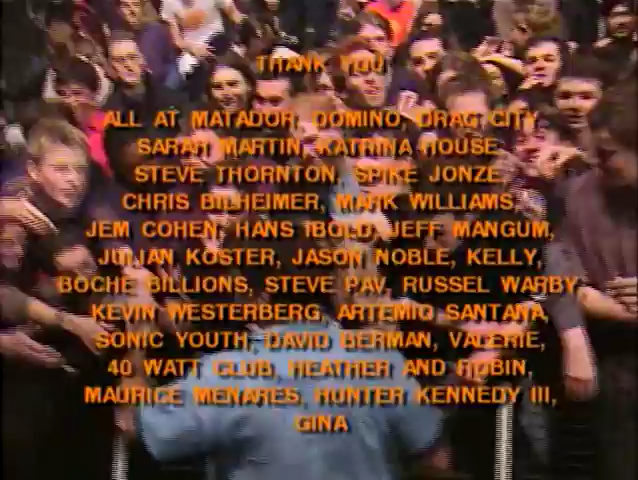 THANK YOU
ALL AT MATADOR, DOMINO, DRAG CITY,
SARAH MARTIN, KATRINA HOUSE,
STEVE THORNTON, SPIKE JONZE,
CHRIS BILHEIMER, MARK WILLIAMS,
JEM COHEN, HANS IBOLD, JEFF MANGUM,
JULIAN KOSTER, JASON NOBLE, KELLY,
BOCHE BILLIONS, STEVE PAV, RUSSEL WARBY,
KEVIN WESTERBERG, ARTEMIO SANTANA,
SONIC YOUTH, DAVID BERMAN, VALERIE,
40 WATT CLUB, HEATHER AND ROBIN,
MAURICE MENARES, HUNTER KENNEDY III,
GINA